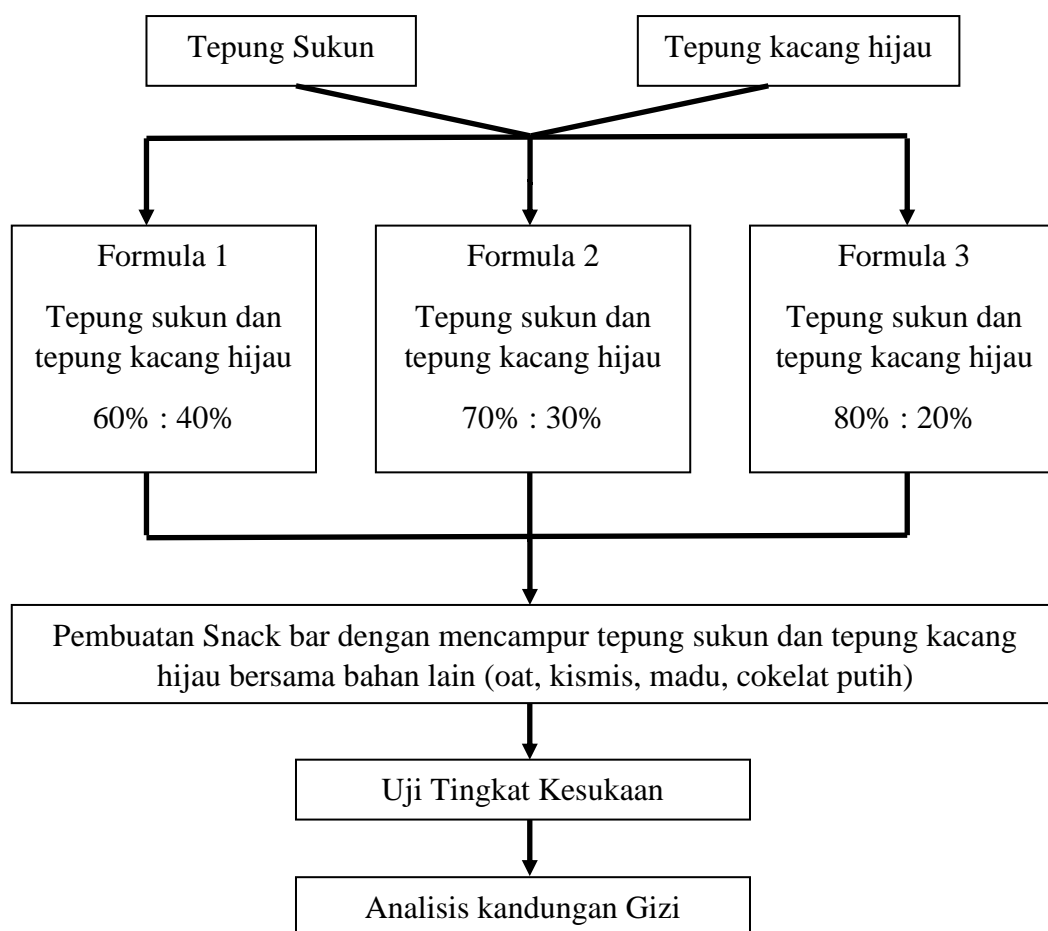 Tepung Sukun
Tepung kacang hijau
Formula 1
Tepung sukun dan
tepung kacang hijau
60% : 40%
Formula 2
Tepung sukun dan
tepung kacang hijau
70% : 30%
Formula 3
Tepung sukun dan
tepung kacang hijau
80% : 20%
Pembuatan Snack bar dengan mencampur tepung sukun dan tepung kacang
hijau bersama bahan lain (oat, kismis, madu, cokelat putih)
Uji Tingkat Kesukaan
Analisis kandungan Gizi